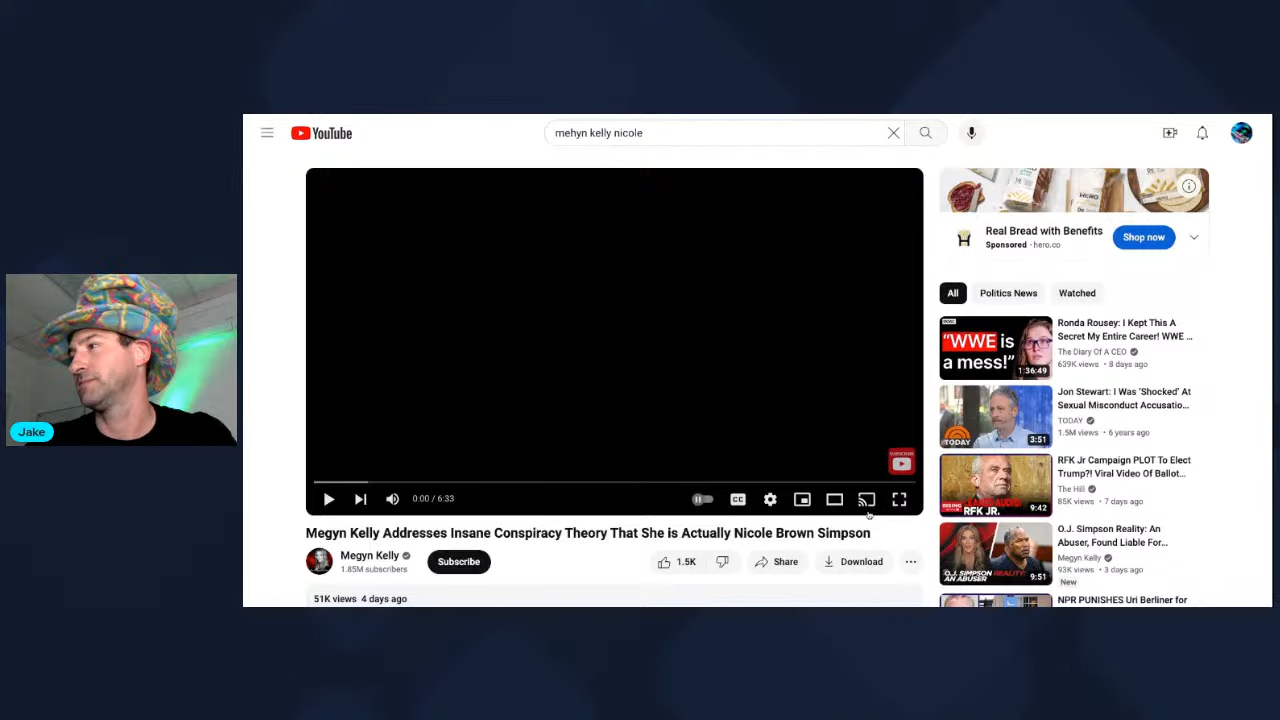 YouTube
mehyn kelly nicole
Jake
SUBSCRIBE
0:00 / 6:33
CC
Megyn Kelly Addresses Insane Conspiracy Theory That She is Actually Nicole Brown Simpson
Megyn Kelly
1.85M subscribers
Subscribe
1.5K
Share
Download
51K views 4 days ago
HERO
Real Bread with Benefits
Sponsored · hero.co
Shop now
All
Politics News
Watched
"WWE is
a mess!"
1:36:49
Ronda Rousey: I Kept This A
Secret My Entire Career! WWE ...
The Diary Of A CEO
639K views • 8 days ago
TODAY
3:51
Jon Stewart: I Was 'Shocked' At
Sexual Misconduct Accusatio...
TODAY
1.5M views • 6 years ago
RFK JR.
9:42
RFK Jr Campaign PLOT To Elect
Trump?! Viral Video Of Ballot...
The Hill
85K views • 7 days ago
O.J. SIMPSON
AN ABUSER
9:51
O.J. Simpson Reality: An
Abuser, Found Liable For...
Megyn Kelly
93K views • 3 days ago
New
NPR PUNISHES Uri Berliner for